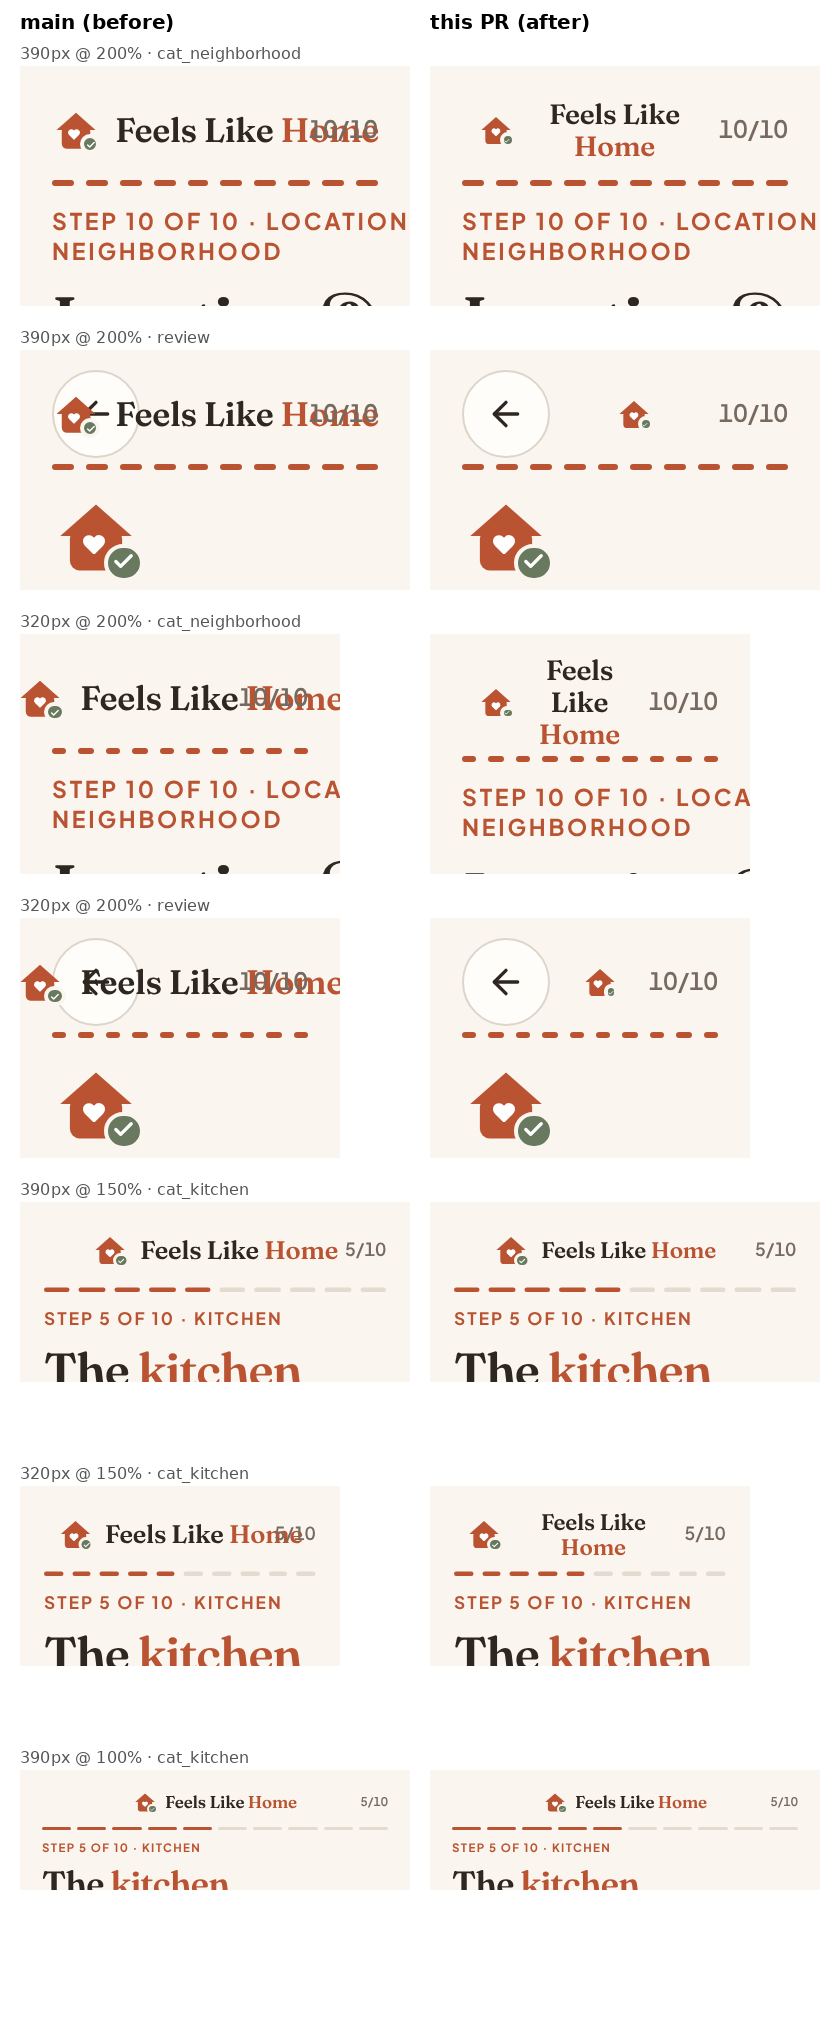 main (before)
this PR (after)
390px @ 200% · cat_neighborhood
Feels Like Home
10/10
STEP 10 OF 10 · LOCATION
NEIGHBORHOOD
Feels Like
Home
10/10
STEP 10 OF 10 · LOCATION
NEIGHBORHOOD
390px @ 200% · review
Feels Like Home
10/10
10/10
320px @ 200% · cat_neighborhood
Feels Like Home
10/10
STEP 10 OF 10 · LOCA
NEIGHBORHOOD
Feels
Like
Home
10/10
STEP 10 OF 10 · LOCA
NEIGHBORHOOD
320px @ 200% · review
Feels Like Home
10/10
10/10
390px @ 150% · cat_kitchen
Feels Like Home
5/10
STEP 5 OF 10 · KITCHEN
The kitchen
Feels Like Home
5/10
STEP 5 OF 10 · KITCHEN
The kitchen
320px @ 150% · cat_kitchen
Feels Like Home
5/10
STEP 5 OF 10 · KITCHEN
The kitchen
Feels Like
Home
5/10
STEP 5 OF 10 · KITCHEN
The kitchen
390px @ 100% · cat_kitchen
Feels Like Home
5/10
STEP 5 OF 10 · KITCHEN
The kitchen
Feels Like Home
5/10
STEP 5 OF 10 · KITCHEN
The kitchen